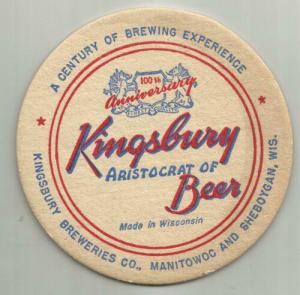 A CENTURY OF BREWING EXPERIENCE
100th
Anniversary
Kingsbury
ARISTOCRAT OF
Beer
Made in Wisconsin
KINGSBURY BREWERIES CO., MANITOWOC AND SHEBOYGAN, WIS.